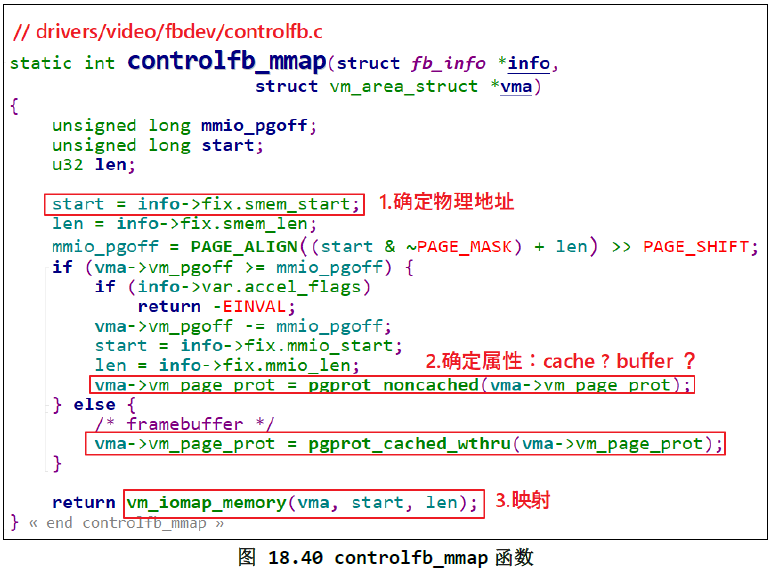 // drivers/video/fbdev/controlfb.c
static int controlfb_mmap(struct fb_info *info,
struct vm_area_struct *vma)
{
unsigned long mmio_pgoff;
unsigned long start;
u32 len;
start = info->fix.smem_start; 1.确定物理地址
len = info->fix.smem_len;
mmio_pgoff = PAGE_ALIGN((start & ~PAGE_MASK) + len) >> PAGE_SHIFT;
if (vma->vm_pgoff >= mmio_pgoff) {
if (info->var.accel_flags)
return -EINVAL;
vma->vm_pgoff -= mmio_pgoff;
start = info->fix.mmio_start;
len = info->fix.mmio_len; 2.确定属性：cache ? buffer ？
vma->vm_page_prot = pgprot_noncached(vma->vm_page_prot);
} else {
/* framebuffer */
vma->vm_page_prot = pgprot_cached_wthru(vma->vm_page_prot);
}
return vm_iomap_memory(vma, start, len); 3.映射
} « end controlfb_mmap »
图 18.40 controlfb_mmap 函数